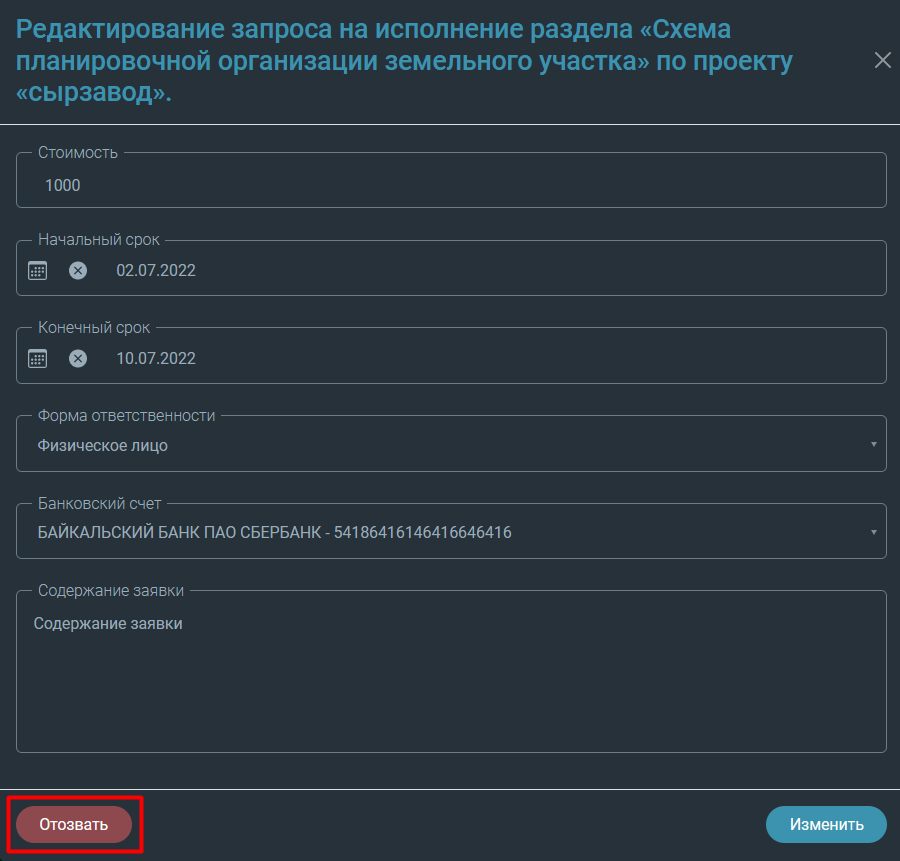 Редактирование запроса на исполнение раздела «Схема
планировочной организации земельного участка» по проекту
«сырзавод».
Стоимость
1000
Начальный срок
02.07.2022
Конечный срок
10.07.2022
Форма ответственности
Физическое лицо
Банковский счет
БАЙКАЛЬСКИЙ БАНК ПАО СБЕРБАНК - 54186416146416646416
Содержание заявки
Содержание заявки
Отозвать
Изменить